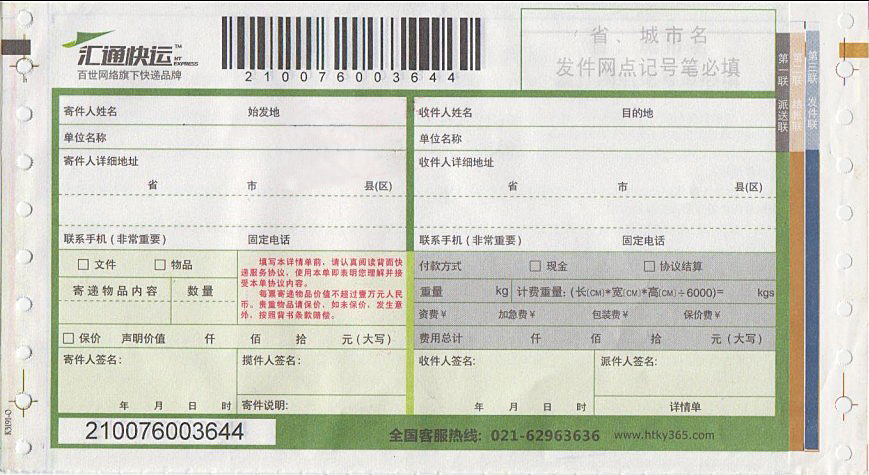 汇通快运™
HT EXPRESS
百世网络旗下快递品牌
210076003644
省、城市名
发件网点记号笔必填
第一联 派送联
第二联 结帐联
第三联 发件联
寄件人姓名 始发地
单位名称
寄件人详细地址
省 市 县(区)
联系手机(非常重要) 固定电话
收件人姓名 目的地
单位名称
收件人详细地址
省 市 县(区)
联系手机(非常重要) 固定电话
□ 文件 □ 物品
寄递物品内容 数量
填写本详情单前,请认真阅读背面快
递服务协议,使用本单即表明您理解并接
受本单协议内容。
每票寄递物品价值不超过壹万元人民
币。贵重物品请保价,如未保价,发生意
外,按照背书条款赔偿。
□ 保价 声明价值 仟 佰 拾 元(大写)
付款方式 □ 现金 □ 协议结算
重量 kg 计费重量:(长(CM)*宽(CM)*高(CM)÷6000)= kgs
资费¥ 加急费¥ 包装费¥ 保价费¥
费用总计 仟 佰 拾 元(大写)
寄件人签名: 揽件人签名:
年 月 日 时 寄件说明:
收件人签名: 派件人签名:
年 月 日 时 详情单
210076003644 全国客服热线: 021-62963636 www.htky365.com